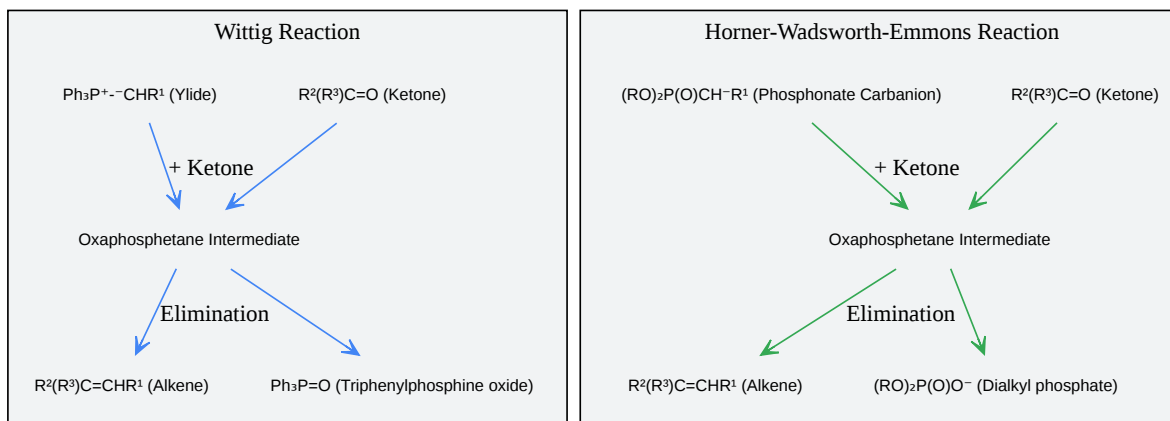 Wittig Reaction
Ph₃P⁺-⁻CHR¹ (Ylide)
R²(R³)C=O (Ketone)
+ Ketone
Oxaphosphetane Intermediate
Elimination
R²(R³)C=CHR¹ (Alkene)
Ph₃P=O (Triphenylphosphine oxide)
Horner-Wadsworth-Emmons Reaction
(RO)₂P(O)CH⁻R¹ (Phosphonate Carbanion)
R²(R³)C=O (Ketone)
+ Ketone
Oxaphosphetane Intermediate
Elimination
R²(R³)C=CHR¹ (Alkene)
(RO)₂P(O)O⁻ (Dialkyl phosphate)